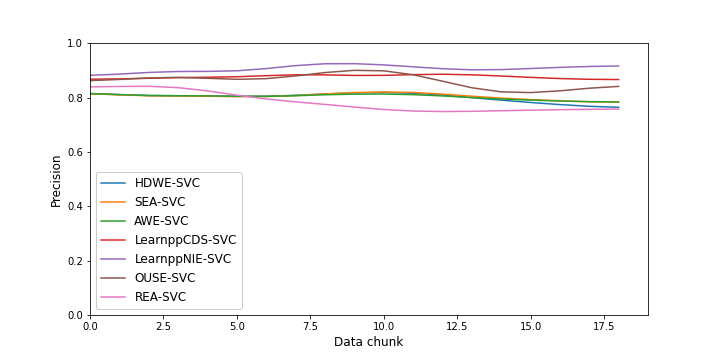 1.0
0.8
0.6
0.4
0.2
0.0
Precision
HDWE-SVC
SEA-SVC
AWE-SVC
LearnppCDS-SVC
LearnppNIE-SVC
OUSE-SVC
REA-SVC
0.0 2.5 5.0 7.5 10.0 12.5 15.0 17.5
Data chunk